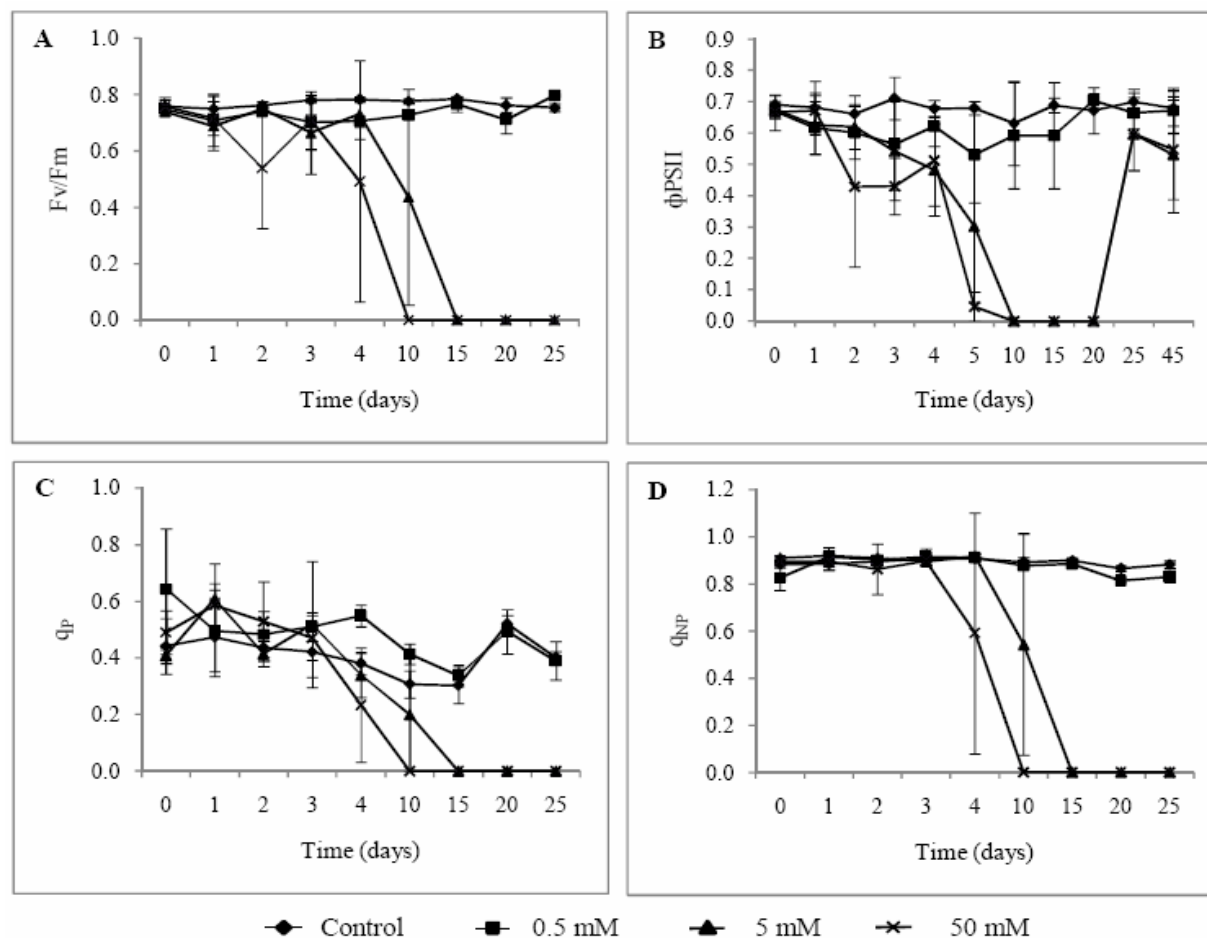 A
Fv/Fm
1.0
0.8
0.6
0.4
0.2
0.0
0 1 2 3 4 10 15 20 25
Time (days)
B
ϕPSII
0.9
0.8
0.7
0.6
0.5
0.4
0.3
0.2
0.1
0.0
0 1 2 3 4 5 10 15 20 25 45
Time (days)
C
qP
1.0
0.8
0.6
0.4
0.2
0.0
0 1 2 3 4 10 15 20 25
Time (days)
D
qNP
1.2
1.0
0.8
0.6
0.4
0.2
0.0
0 1 2 3 4 10 15 20 25
Time (days)
Control 0.5 mM 5 mM 50 mM